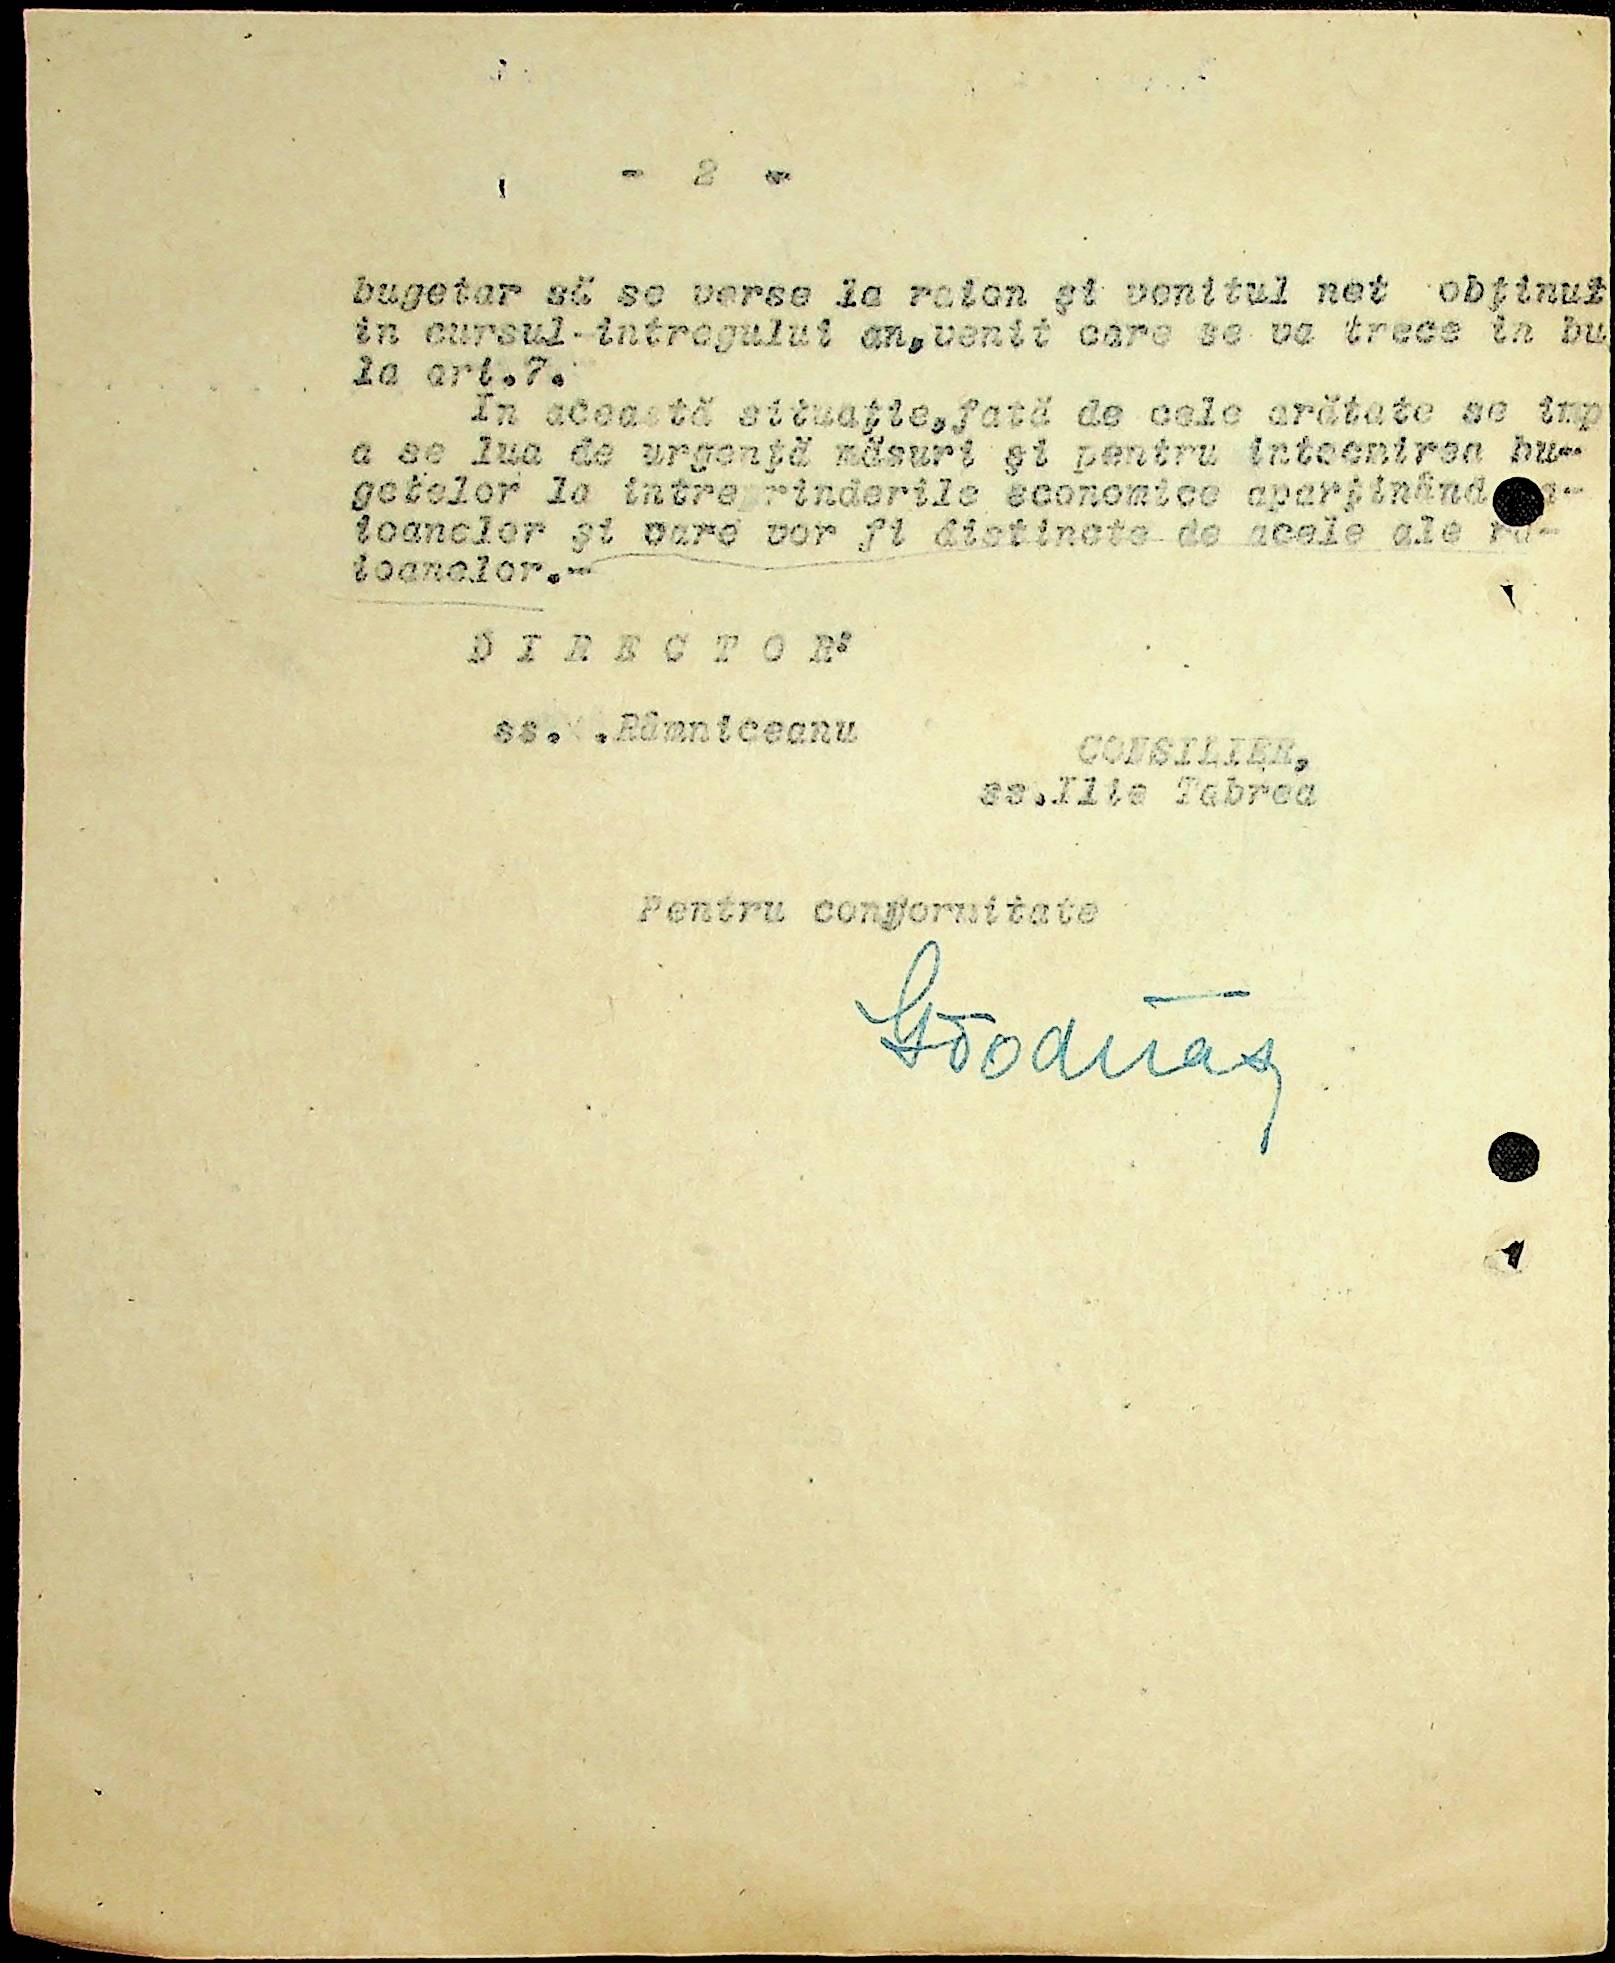 - 2 -
bugetar să se verse la raion şi venitul net obţinut
in cursul intregului an,venit care se va trece in bu
la art.7.
In această situaţie,fată de cele arătate se imp
a se lua de urgenţă măsuri şi pentru intocmirea bu-
getelor la intreprinderile economice aparţinând ra-
ioanelor şi care vor fi distincte de acele ale ra-
ioanelor.-
D I R E C T O R:
ss. .Râmniceanu
CONSILIER,
ss.Ilie Tabrea
Pentru conformitate